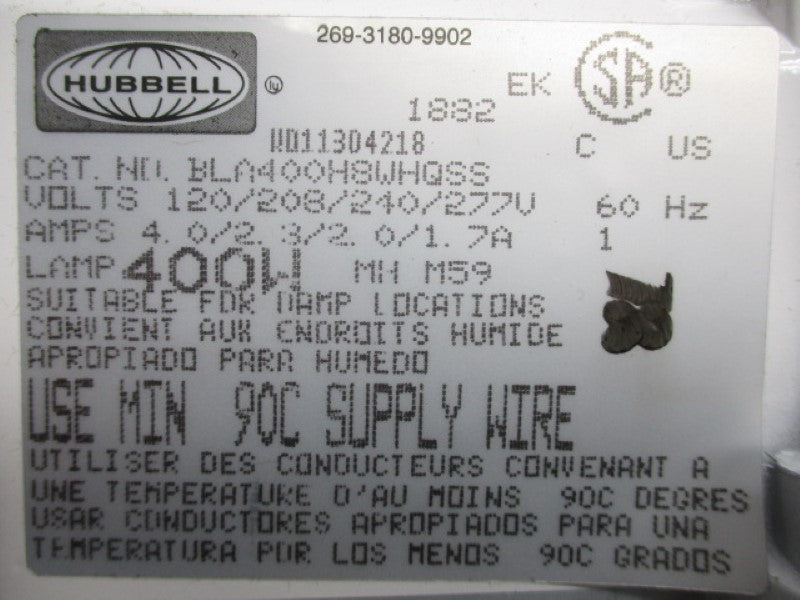 269-3180-9902
HUBBELL
EK
SA®
1882
WO11304218
C US
CAT. NO. BLA400H8WHQSS
VOLTS 120/208/240/277V 60 Hz
AMPS 4.0/2.3/2.0/1.7A 1
LAMP 400W MH M59
SUITABLE FOR DAMP LOCATIONS
CONVIENT AUX ENDROITS HUMIDE
APROPIADO PARA HUMEDO
USE MIN 90C SUPPLY WIRE
UTILISER DES CONDUCTEURS CONVENANT A
UNE TEMPERATURE D'AU MOINS 90C DEGRES
USAR CONDUCTORES APROPIADOS PARA UNA
TEMPERATURA POR LOS MENOS 90C GRADOS